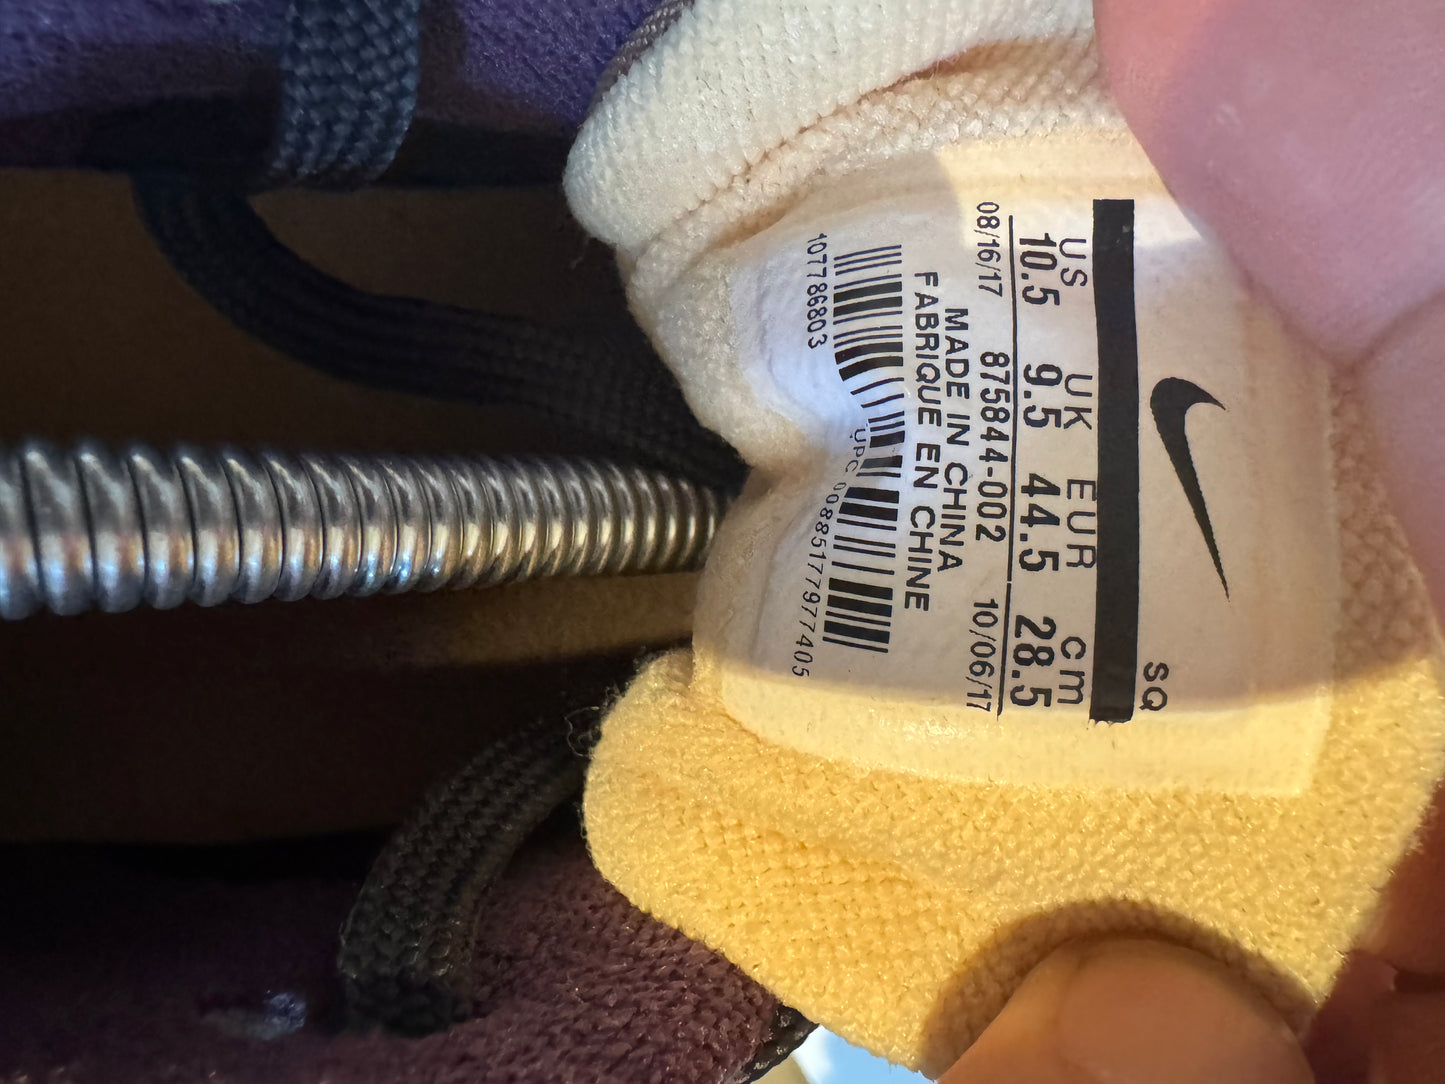 SQ
US UK EUR cm
10.5 9.5 44.5 28.5
08/16/17 875844-002 10/06/17
MADE IN CHINA
FABRIQUE EN CHINE
107786803
UPC 00885177977405